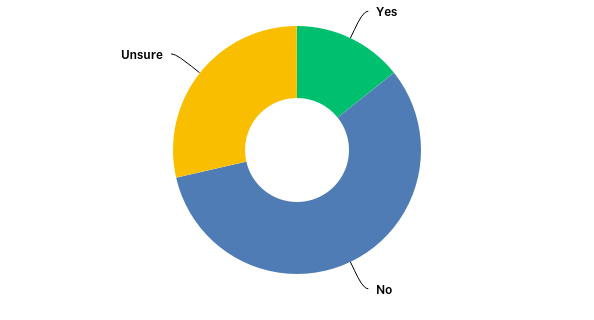 Yes
Unsure
No